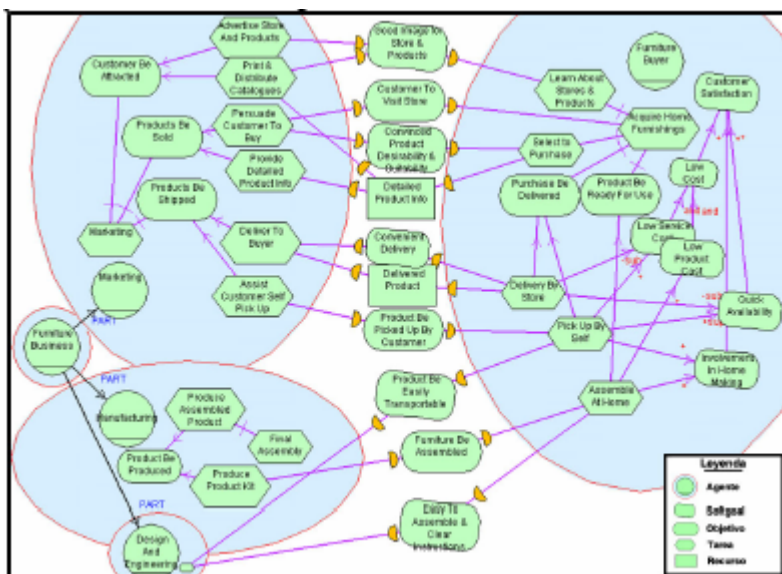 Advertise Store
And Products
Good Image for
Store &
Products
Furniture
Buyer
Customer Be
Attracted
Print &
Distribute
Catalogues
Learn About
Stores &
Products
Customer
Satisfaction
Customer To
Visit Store
Persuade
Customer To
Buy
Products Be
Sold
Convinced
Product
Desirability &
Suitability
Select to
Purchase
Acquire Home
Furnishings
Provide
Detailed
Product Info
Detailed
Product Info
Purchase Be
Delivered
Product Be
Ready For Use
Low
Cost
Products Be
Shipped
Marketing
Deliver To
Buyer
Convenient
Delivery
Low Service
Cost
Low
Product
Cost
Marketing
Assist
Customer Self
Pick Up
Delivered
Product
Delivery By
Store
Quick
Availability
PART
Furniture
Business
Product Be
Picked Up By
Customer
Pick Up By
Self
PART
Involvement
In Home
Making
Manufacturing
Produce
Assembled
Product
Product Be
Easily
Transportable
Assemble
At Home
Final
Assembly
Product Be
Produced
Produce
Product Kit
Furniture Be
Assembled
PART
Design
And
Engineering
Easy To
Assemble &
Clear
Instructions
Leyenda
Agente
Softgoal
Objetivo
Tarea
Recurso